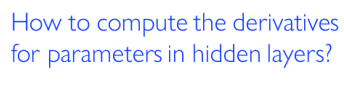 How to compute the derivatives
for parameters in hidden layers?